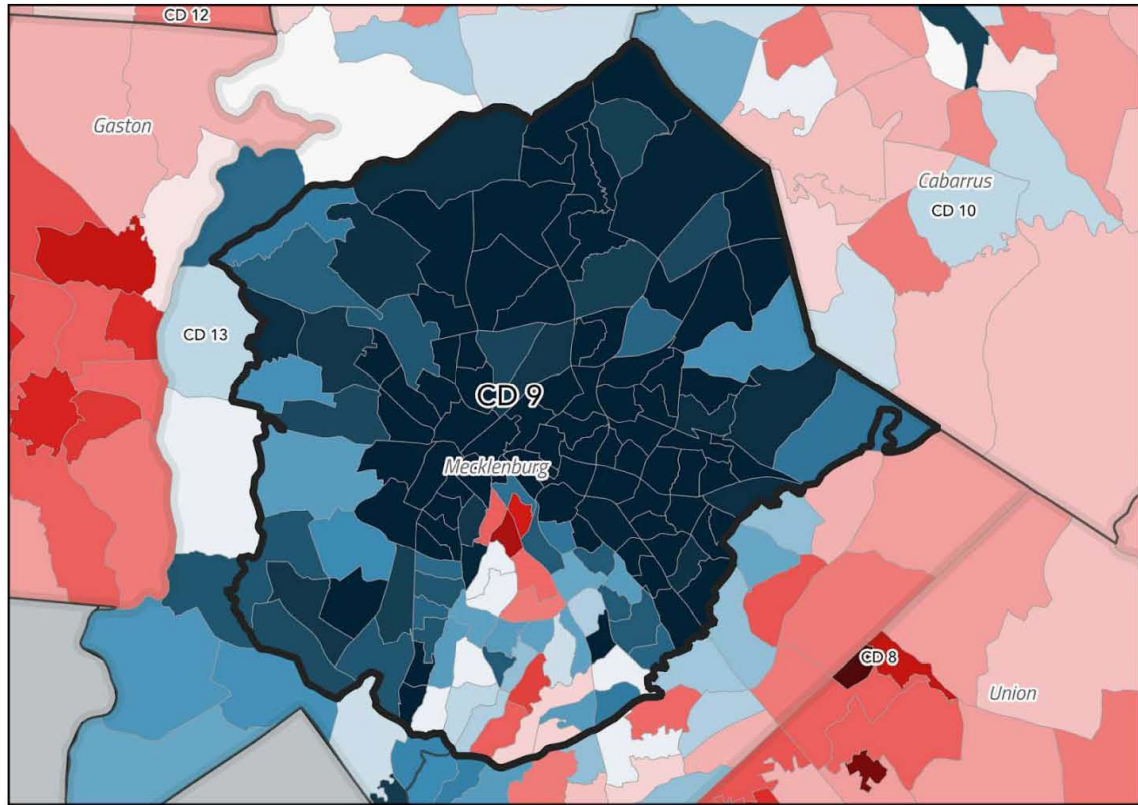 CD 12
Gaston
Cabarrus
CD 10
CD 13
CD 9
Mecklenburg
CD 8
Union